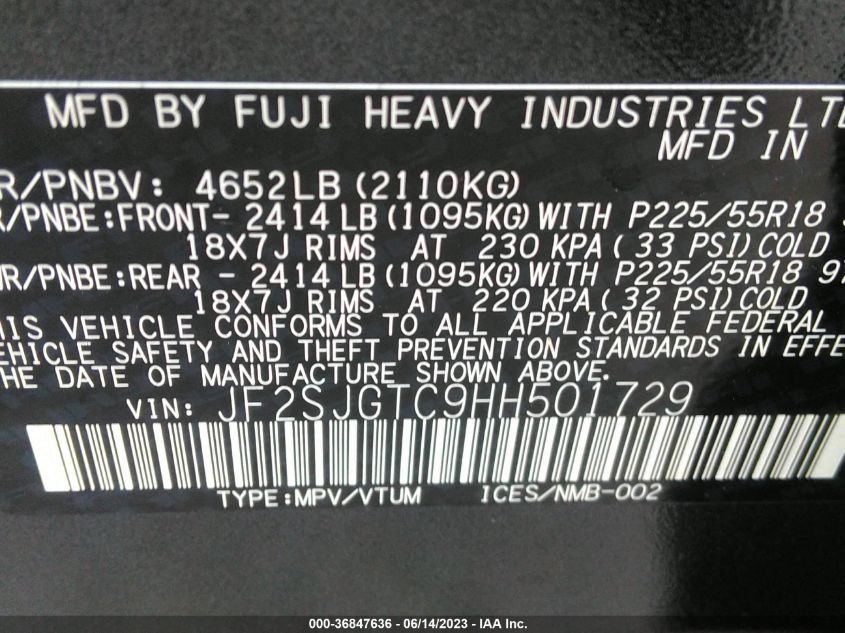 MFD BY FUJI HEAVY INDUSTRIES LTD
MFD IN
R/PNBV: 4652LB (2110KG)
R/PNBE:FRONT- 2414 LB (1095KG) WITH P225/55R18
18X7J RIMS AT 230 KPA ( 33 PSI) COLD
WR/PNBE:REAR - 2414 LB (1095KG) WITH P225/55R18 97
18X7J RIMS AT 220 KPA ( 32 PSI) COLD
HIS VEHICLE CONFORMS TO ALL APPLICABLE FEDERAL
EHICLE SAFETY AND THEFT PREVENTION STANDARDS IN EFFE
HE DATE OF MANUFACTURE SHOWN ABOVE.
VIN: JF2SJGTC9HH501729
TYPE:MPV/VTUM ICES/NMB-002
000-36847636 - 06/14/2023 - IAA Inc.